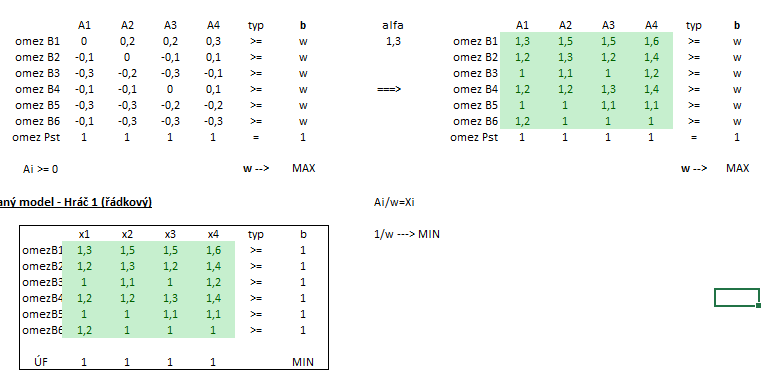 A1 A2 A3 A4 typ b alfa A1 A2 A3 A4 typ b
omez B1 0 0,2 0,2 0,3 >= w 1,3 omez B1 1,3 1,5 1,5 1,6 >= w
omez B2 -0,1 0 -0,1 0,1 >= w omez B2 1,2 1,3 1,2 1,4 >= w
omez B3 -0,3 -0,2 -0,3 -0,1 >= w omez B3 1 1,1 1 1,2 >= w
omez B4 -0,1 -0,1 0 0,1 >= w ===> omez B4 1,2 1,2 1,3 1,4 >= w
omez B5 -0,3 -0,3 -0,2 -0,2 >= w omez B5 1 1 1,1 1,1 >= w
omez B6 -0,1 -0,3 -0,3 -0,3 >= w omez B6 1,2 1 1 1 >= w
omez Pst 1 1 1 1 = 1 omez Pst 1 1 1 1 = 1
Ai >= 0 w --> MAX w --> MAX
aný model - Hráč 1 (řádkový) Ai/w=Xi
x1 x2 x3 x4 typ b 1/w ---> MIN
omezB1 1,3 1,5 1,5 1,6 >= 1
omezB2 1,2 1,3 1,2 1,4 >= 1
omezB3 1 1,1 1 1,2 >= 1
omezB4 1,2 1,2 1,3 1,4 >= 1
omezB5 1 1 1,1 1,1 >= 1
omezB6 1,2 1 1 1 >= 1
ÚF 1 1 1 1 MIN